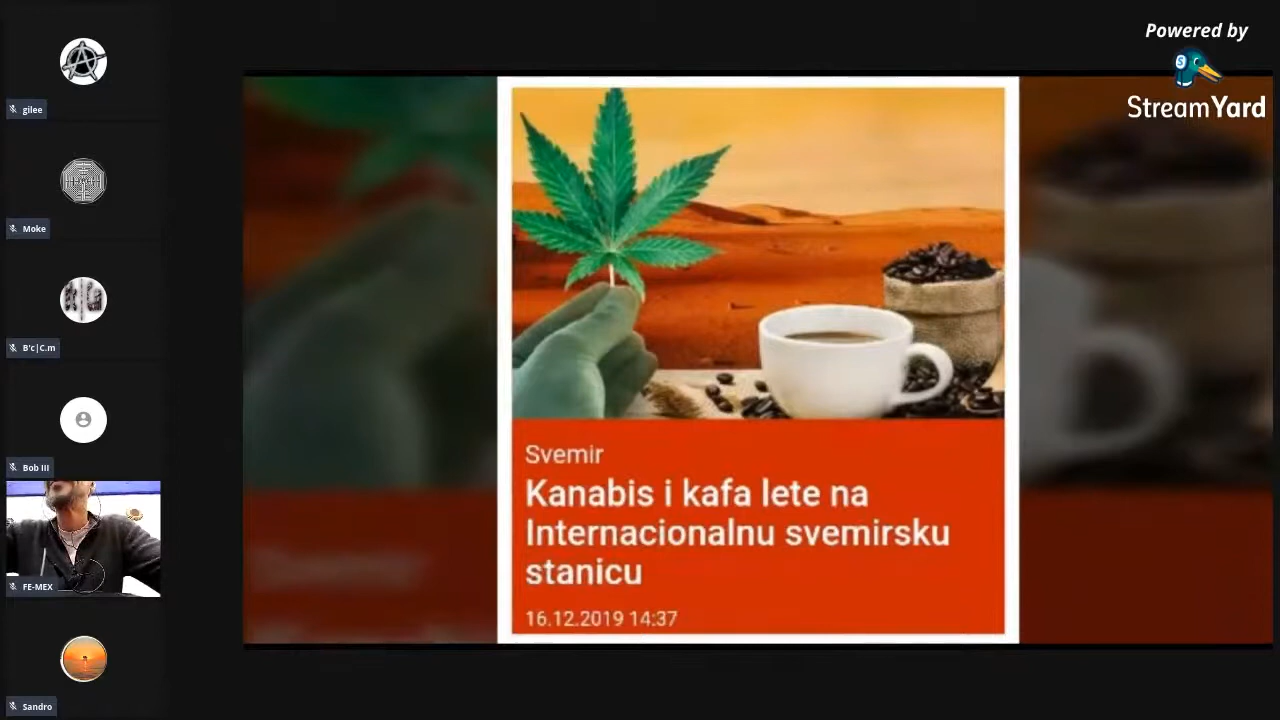 Powered by
StreamYard
gilee
Moke
B'c|C.m
Bob III
FE-MEX
Sandro
Svemir
Kanabis i kafa lete na
Internacionalnu svemirsku
stanicu
16.12.2019 14:37